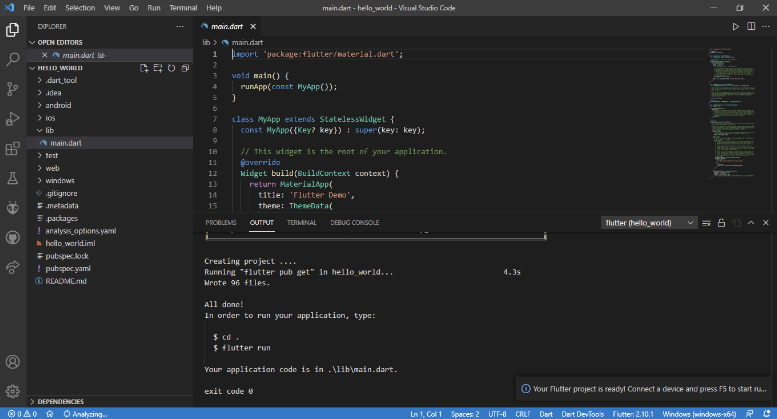 File Edit Selection View Go Run Terminal Help
main.dart - hello_world - Visual Studio Code
EXPLORER
OPEN EDITORS
main.dart lib
HELLO_WORLD
.dart_tool
.idea
android
ios
lib
main.dart
test
web
windows
.gitignore
.metadata
.packages
analysis_options.yaml
hello_world.iml
pubspec.lock
pubspec.yaml
README.md
DEPENDENCIES
main.dart
lib > main.dart
1 import 'package:flutter/material.dart';
2
3 void main() {
4 runApp(const MyApp());
5 }
6
7 class MyApp extends StatelessWidget {
8 const MyApp({Key? key}) : super(key: key);
9
10 // This widget is the root of your application.
11 @override
12 Widget build(BuildContext context) {
13 return MaterialApp(
14 title: 'Flutter Demo',
15 theme: ThemeData(
PROBLEMS OUTPUT TERMINAL DEBUG CONSOLE
flutter (hello_world)
Creating project ....
Running "flutter pub get" in hello_world... 4.3s
Wrote 96 files.
All done!
In order to run your application, type:
$ cd .
$ flutter run
Your application code is in .\lib\main.dart.
exit code 0
Your Flutter project is ready! Connect a device and press F5 to start ru...
0 0 Analyzing...
Ln 1, Col 1 Spaces: 2 UTF-8 CRLF Dart Dart DevTools Flutter: 2.10.1 Windows (windows-x64)